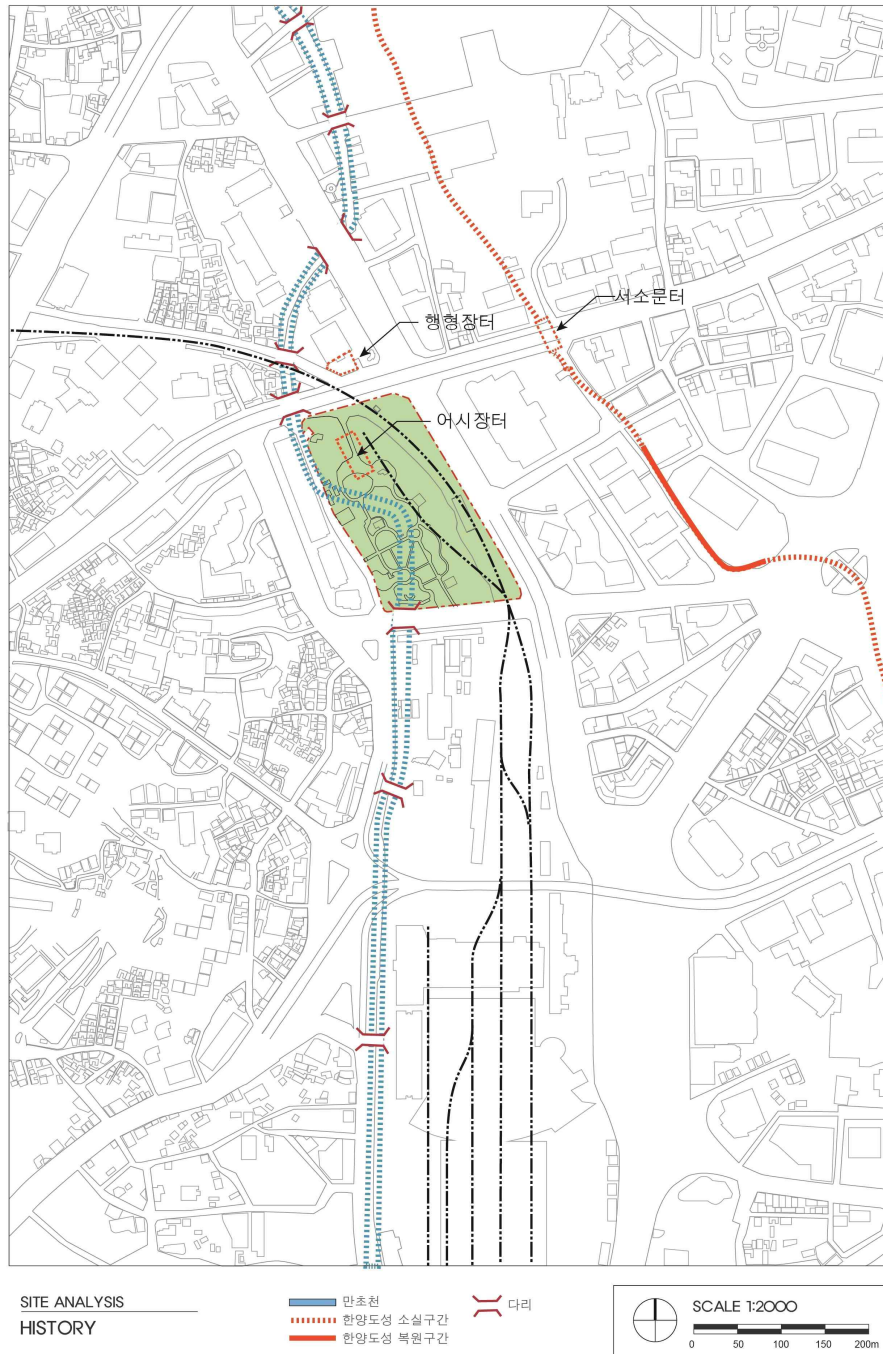 서소문터
행형장터
어시장터
SITE ANALYSIS
HISTORY
만초천
한양도성 소실구간
한양도성 복원구간
다리
SCALE 1:2000
0 50 100 150 200m